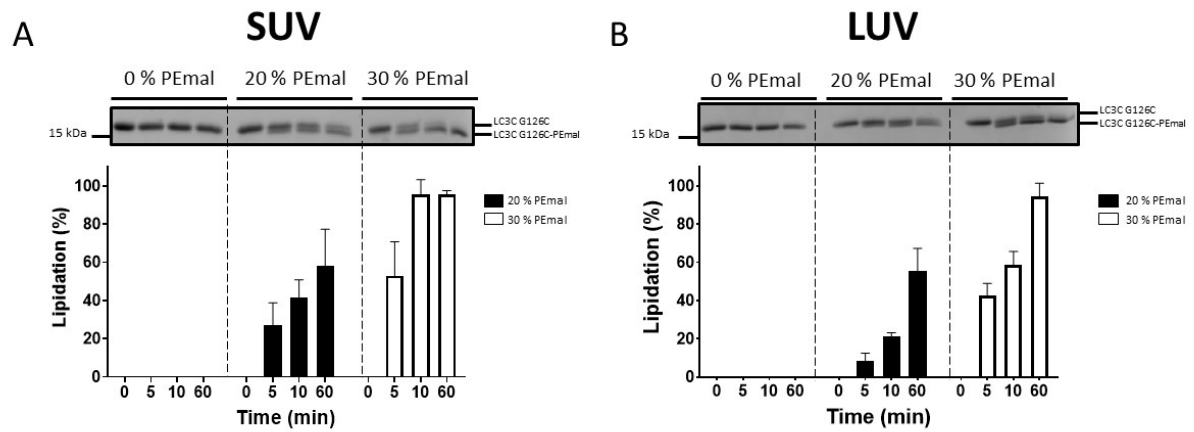 A
SUV
0 % PEmal 20 % PEmal 30 % PEmal
LC3C G126C
LC3C G126C-PEmal
15 kDa
100
80
60
40
20
0
Lipidation (%)
20 % PEmal
30 % PEmal
0 5 10 60 0 5 10 60 0 5 10 60
Time (min)
B
LUV
0 % PEmal 20 % PEmal 30 % PEmal
LC3C G126C
LC3C G126C-PEmal
15 kDa
100
80
60
40
20
0
Lipidation (%)
20 % PEmal
30 % PEmal
0 5 10 60 0 5 10 60 0 5 10 60
Time (min)